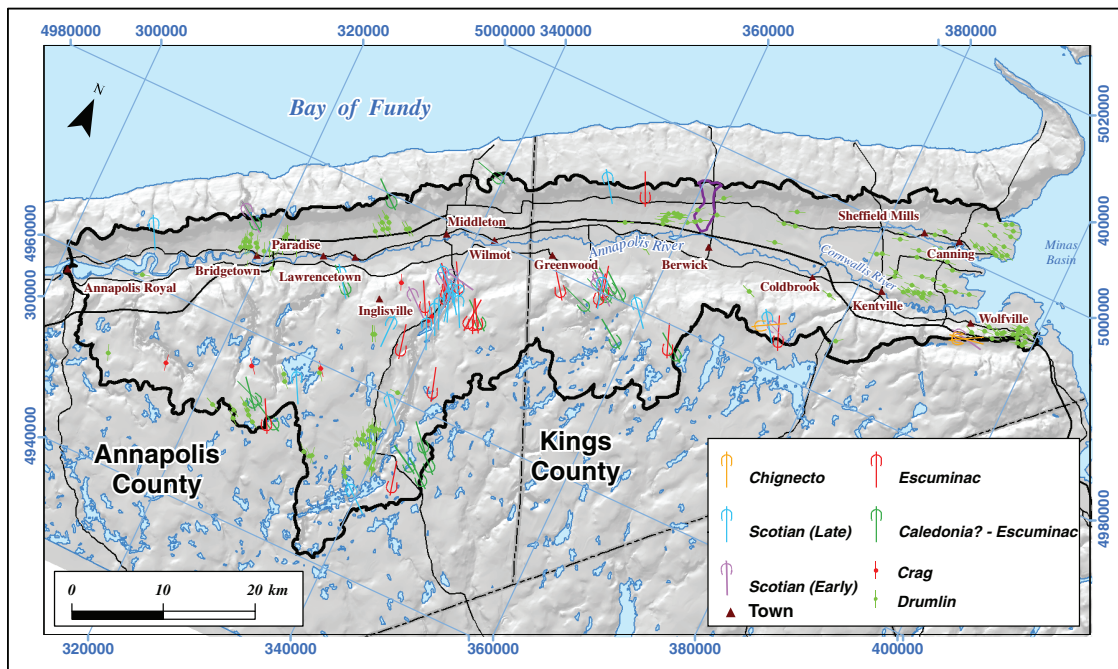 4980000
300000
320000
5000000
340000
360000
380000
5020000
Bay of Fundy
4960000
4000000
Sheffield Mills
Middleton
Canning
Minas
Basin
Paradise
Annapolis River
Wilmot
Greenwood
Berwick
Cornwallis River
Bridgetown
Lawrencetown
Annapolis Royal
Coldbrook
Kentville
300000
Inglisville
Wolfville
5000000
4940000
Annapolis
County
Kings
County
4980000
Chignecto
Escuminac
Scotian (Late)
Caledonia? - Escuminac
Scotian (Early)
Crag
Town
Drumlin
0 10 20 km
320000
340000
360000
380000
400000